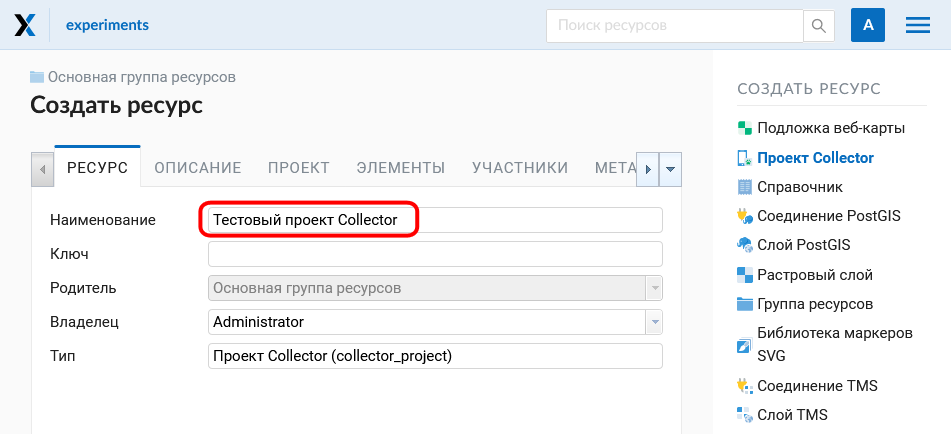 experiments
Поиск ресурсов
A
Основная группа ресурсов
Создать ресурс
РЕСУРС ОПИСАНИЕ ПРОЕКТ ЭЛЕМЕНТЫ УЧАСТНИКИ МЕТА
Наименование Тестовый проект Collector
Ключ
Родитель Основная группа ресурсов
Владелец Administrator
Тип Проект Collector (collector_project)
СОЗДАТЬ РЕСУРС
Подложка веб-карты
Проект Collector
Справочник
Соединение PostGIS
Слой PostGIS
Растровый слой
Группа ресурсов
Библиотека маркеров
SVG
Соединение TMS
Слой TMS